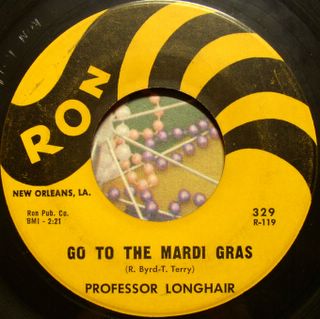 RON
NEW ORLEANS, LA.
Ron Pub. Co.
BMI - 2:21
329
R-119
GO TO THE MARDI GRAS
(R. Byrd-T. Terry)
PROFESSOR LONGHAIR